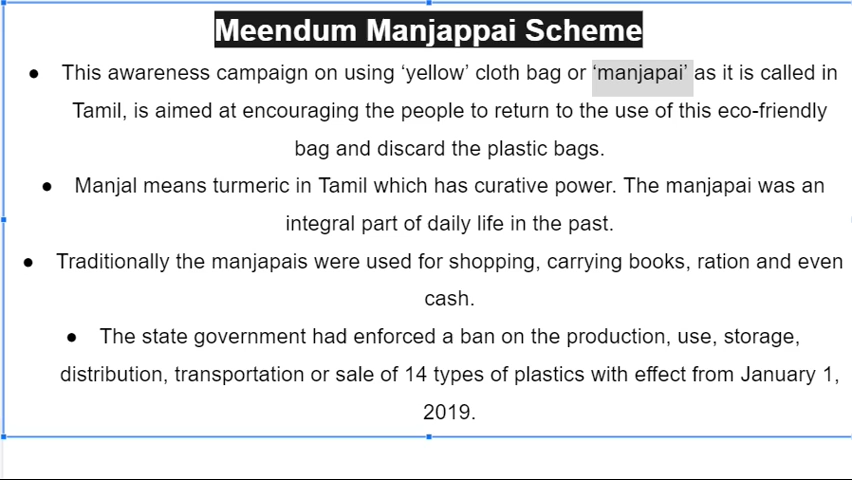 Meendum Manjappai Scheme
● This awareness campaign on using ‘yellow’ cloth bag or ‘manjapai’ as it is called in
Tamil, is aimed at encouraging the people to return to the use of this eco-friendly
bag and discard the plastic bags.
● Manjal means turmeric in Tamil which has curative power. The manjapai was an
integral part of daily life in the past.
● Traditionally the manjapais were used for shopping, carrying books, ration and even
cash.
● The state government had enforced a ban on the production, use, storage,
distribution, transportation or sale of 14 types of plastics with effect from January 1,
2019.